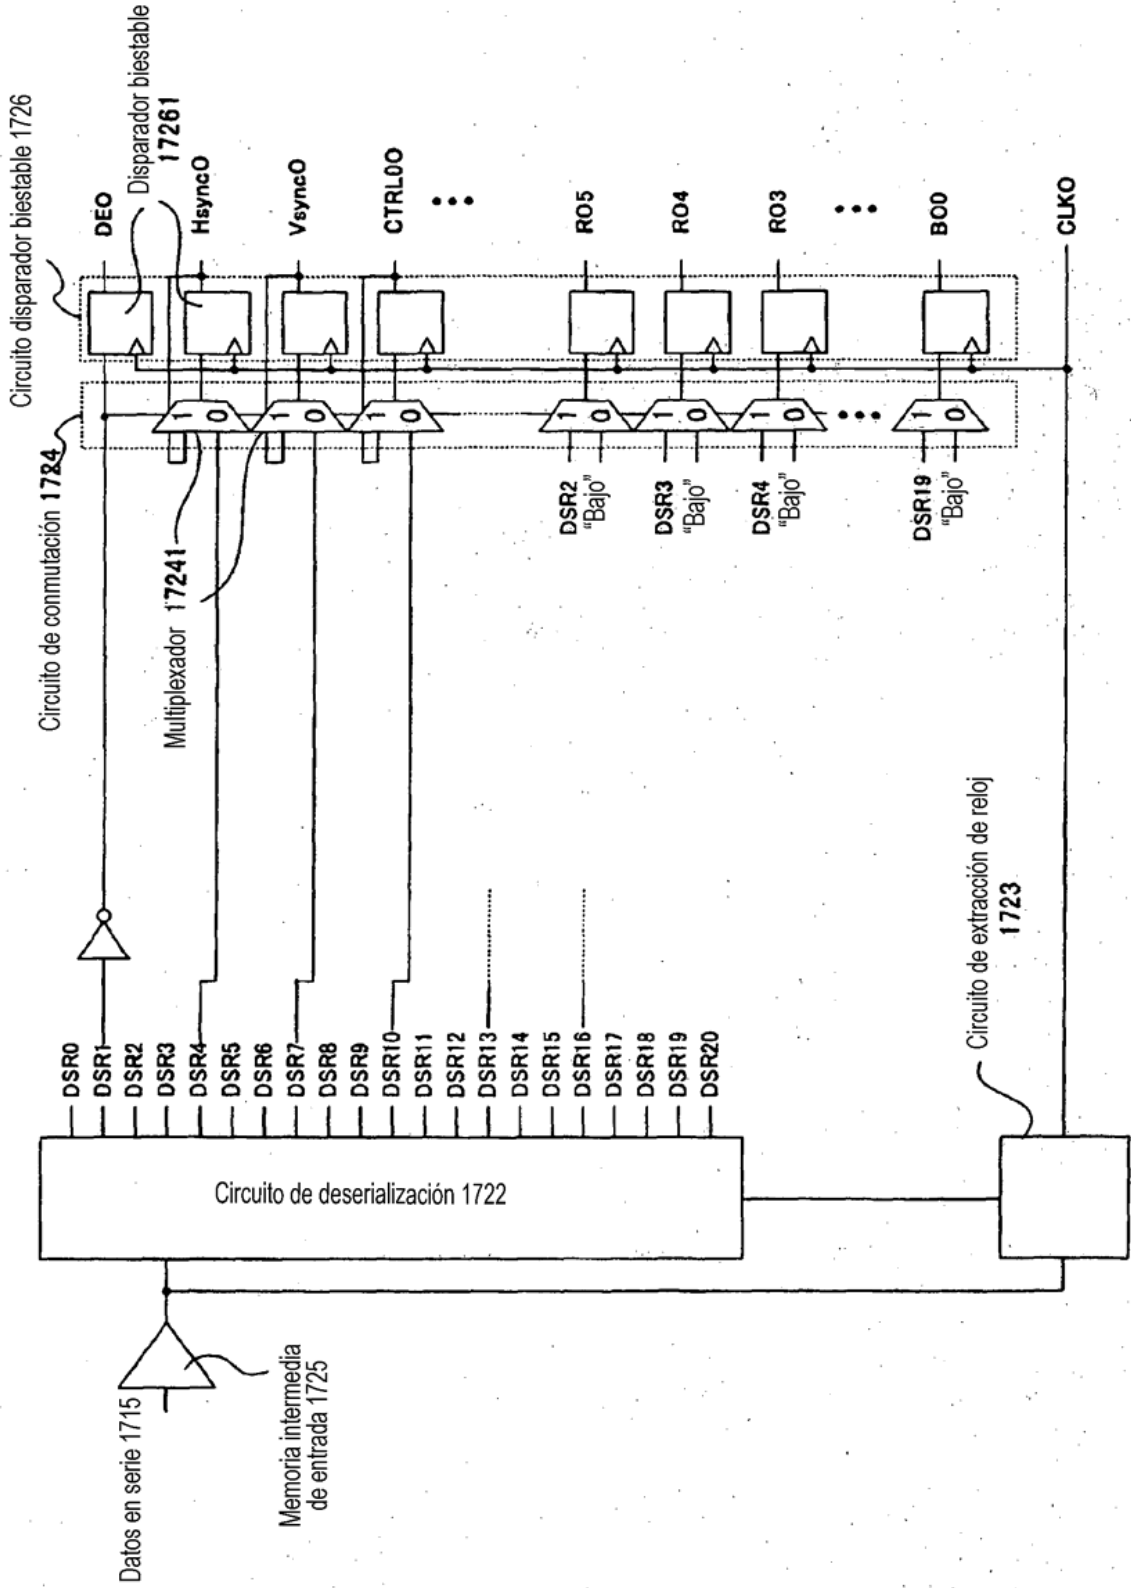 Datos en serie 1715
Memoria intermedia
de entrada 1725
Circuito de deserialización 1722
DSR0
DSR1
DSR2
DSR3
DSR4
DSR5
DSR6
DSR7
DSR8
DSR9
DSR10
DSR11
DSR12
DSR13
DSR14
DSR15
DSR16
DSR17
DSR18
DSR19
DSR20
Circuito de extracción de reloj
1723
Circuito de conmutación 1724
Multiplexador 17241
1 0
1 0
1 0
DSR2
"Bajo"
1 0
DSR3
"Bajo"
1 0
DSR4
"Bajo"
1 0
DSR19
"Bajo"
1 0
Circuito disparador biestable 1726
Disparador biestable
17261
DEO
HsyncO
VsyncO
CTRL0O
RO5
RO4
RO3
BO0
CLKO